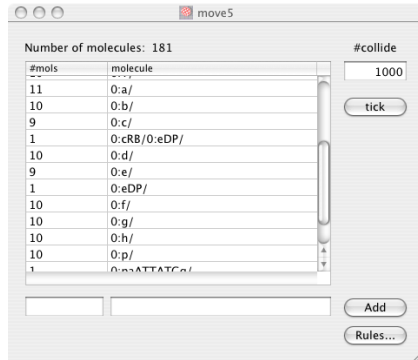 move5
Number of molecules: 181
#collide
#mols molecule
1000
11 0:a/
10 0:b/
tick
9 0:c/
1 0:cRB/0:eDP/
10 0:d/
9 0:e/
1 0:eDP/
10 0:f/
10 0:g/
10 0:h/
10 0:p/
1
Add
Rules...